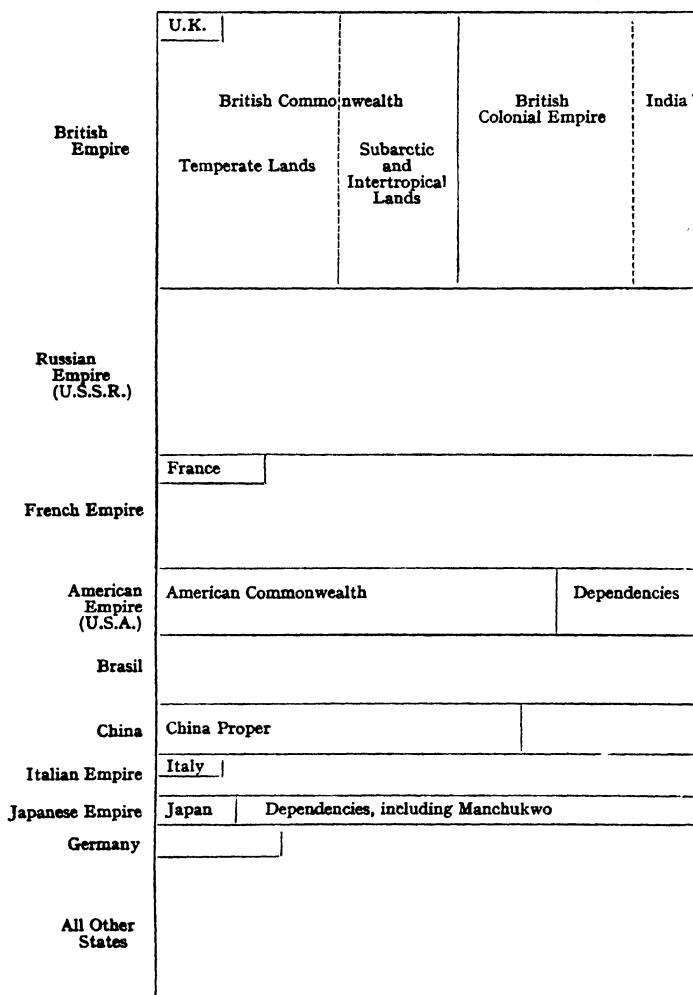 U.K.
British Commonwealth
British
Colonial Empire
India
British
Empire
Temperate Lands
Subarctic
and
Intertropical
Lands
Russian
Empire
(U.S.S.R.)
France
French Empire
American
Empire
(U.S.A.)
American Commonwealth
Dependencies
Brasil
China
China Proper
Italian Empire
Italy
Japanese Empire
Japan
Dependencies, including Manchukwo
Germany
All Other
States